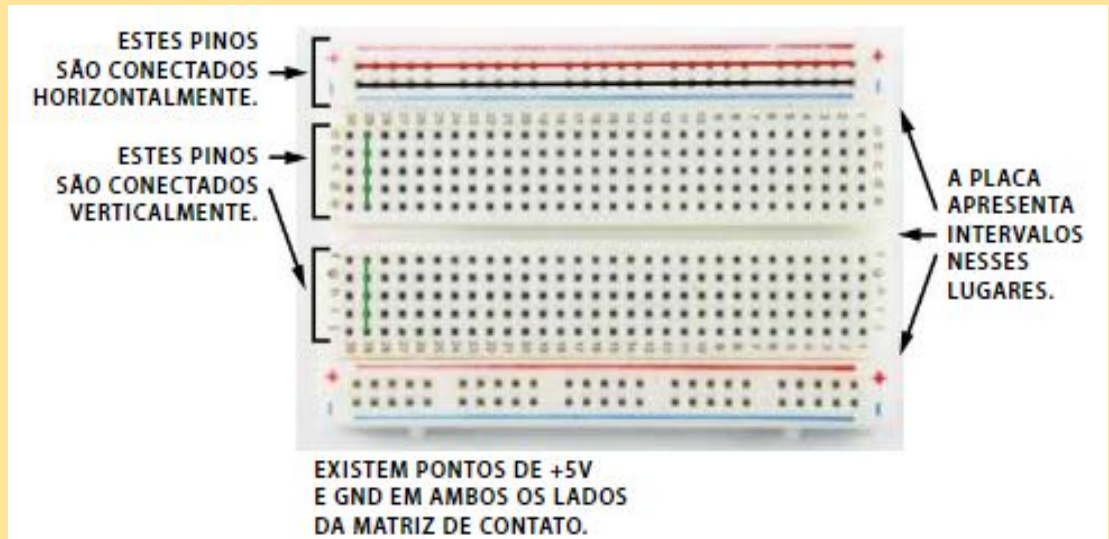 ESTES PINOS
SÃO CONECTADOS
HORIZONTALMENTE.
ESTES PINOS
SÃO CONECTADOS
VERTICALMENTE.
A PLACA
APRESENTA
INTERVALOS
NESSES
LUGARES.
+ +
- -
+ +
- -
EXISTEM PONTOS DE +5V
E GND EM AMBOS OS LADOS
DA MATRIZ DE CONTATO.